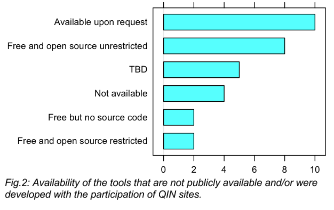 Available upon request
Free and open source unrestricted
TBD
Not available
Free but no source code
Free and open source restricted
0 2 4 6 8 10
Fig.2: Availability of the tools that are not publicly available and/or were
developed with the participation of QIN sites.